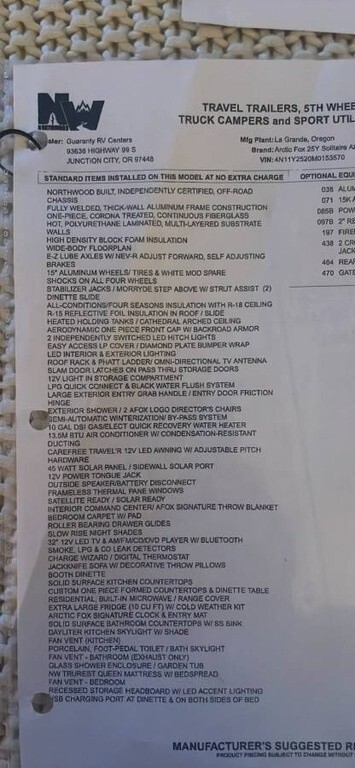 NW
TRAVEL TRAILERS, 5TH WHEE
TRUCK CAMPERS and SPORT UTIL
aler: Guaranty RV Centers
93636 HIGHWAY 99 S
JUNCTION CITY, OR 97448
Mfg Plant: La Grande, Oregon
Brand: Arctic Fox 25Y Solitaire A
VIN: 4N11Y2520M0153570
STANDARD ITEMS INSTALLED ON THIS MODEL AT NO EXTRA CHARGE
NORTHWOOD BUILT, INDEPENDENTLY CERTIFIED, OFF-ROAD
CHASSIS
FULLY WELDED, THICK-WALL ALUMINUM FRAME CONSTRUCTION
ONE-PIECE, CORONA TREATED, CONTINUOUS FIBERGLASS
HOT, POLYURETHANE LAMINATED, MULTI-LAYERED SUBSTRATE
WALLS
HIGH DENSITY BLOCK FOAM INSULATION
WIDE-BODY FLOORPLAN
E-Z LUBE AXLES W/ NEV-R ADJUST FORWARD, SELF ADJUSTING
BRAKES
15" ALUMINUM WHEELS/ TIRES & WHITE MOD SPARE
SHOCKS ON ALL FOUR WHEELS
STABILIZER JACKS / MORRYDE STEP ABOVE W/ STRUT ASSIST (2)
DINETTE SLIDE
ALL-CONDITIONS/FOUR SEASONS INSULATION WITH R-18 CEILING
R-15 REFLECTIVE FOIL INSULATION IN ROOF / SLIDE
HEATED HOLDING TANKS / CATHEDRAL ARCHED CEILING
AERODYNAMIC ONE PIECE FRONT CAP W/ BACKROAD ARMOR
2 INDEPENDENTLY SWITCHED LED HITCH LIGHTS
EASY ACCESS LP COVER / DIAMOND PLATE BUMPER WRAP
LED INTERIOR & EXTERIOR LIGHTING
ROOF RACK & PHATT LADDER/ OMNI-DIRECTIONAL TV ANTENNA
SLAM DOOR LATCHES ON PASS THRU STORAGE DOORS
12V LIGHT IN STORAGE COMPARTMENT
LPG QUICK CONNECT & BLACK WATER FLUSH SYSTEM
LARGE EXTERIOR ENTRY GRAB HANDLE / ENTRY DOOR FRICTION
HINGE
EXTERIOR SHOWER / 2 AFOX LOGO DIRECTOR'S CHAIRS
SEMI-AUTOMATIC WINTERIZATION/ BY-PASS SYSTEM
10 GAL DSI GAS/ELECT QUICK RECOVERY WATER HEATER
13.5M BTU AIR CONDITIONER W/ CONDENSATION-RESISTANT
DUCTING
CAREFREE TRAVEL'R 12V LED AWNING W/ ADJUSTABLE PITCH
HARDWARE
45 WATT SOLAR PANEL / SIDEWALL SOLAR PORT
12V POWER TONGUE JACK
OUTSIDE SPEAKER/BATTERY DISCONNECT
FRAMELESS THERMAL PANE WINDOWS
SATELLITE READY / SOLAR READY
INTERIOR COMMAND CENTER/ AFOX SIGNATURE THROW BLANKET
BEDROOM CARPET W/ PAD
ROLLER BEARING DRAWER GLIDES
SLOW RISE NIGHT SHADES
32" 12V LED TV & AM/FM/CD/DVD PLAYER W/ BLUETOOTH
SMOKE, LPG & CO LEAK DETECTORS
CHARGE WIZARD / DIGITAL THERMOSTAT
JACKKNIFE SOFA W/ DECORATIVE THROW PILLOWS
BOOTH DINETTE
SOLID SURFACE KITCHEN COUNTERTOPS
CUSTOM ONE PIECE FORMED COUNTERTOPS & DINETTE TABLE
RESIDENTIAL, BUILT-IN MICROWAVE / RANGE COVER
EXTRA LARGE FRIDGE (10 CU FT) W/ COLD WEATHER KIT
ARCTIC FOX SIGNATURE CLOCK & ENTRY MAT
SOLID SURFACE BATHROOM COUNTERTOPS W/ SS SINK
DAYLITER KITCHEN SKYLIGHT W/ SHADE
FAN VENT (KITCHEN)
PORCELAIN, FOOT-PEDAL TOILET / BATH SKYLIGHT
FAN VENT - BATHROOM (EXHAUST ONLY)
GLASS SHOWER ENCLOSURE / GARDEN TUB
NW TRUREST QUEEN MATTRESS W/ BEDSPREAD
FAN VENT - BEDROOM
RECESSED STORAGE HEADBOARD W/ LED ACCENT LIGHTING
USB CHARGING PORT AT DINETTE & ON BOTH SIDES OF BED
OPTIONAL EQUI
038 ALUM
071 15K A
085B POW
097B 2" RE
197 FIRE
438 2 CR
JACK
464 REAR
470 GATE
MANUFACTURER'S SUGGESTED R
PRODUCT PRICING SUBJECT TO CHANGE WITHOUT